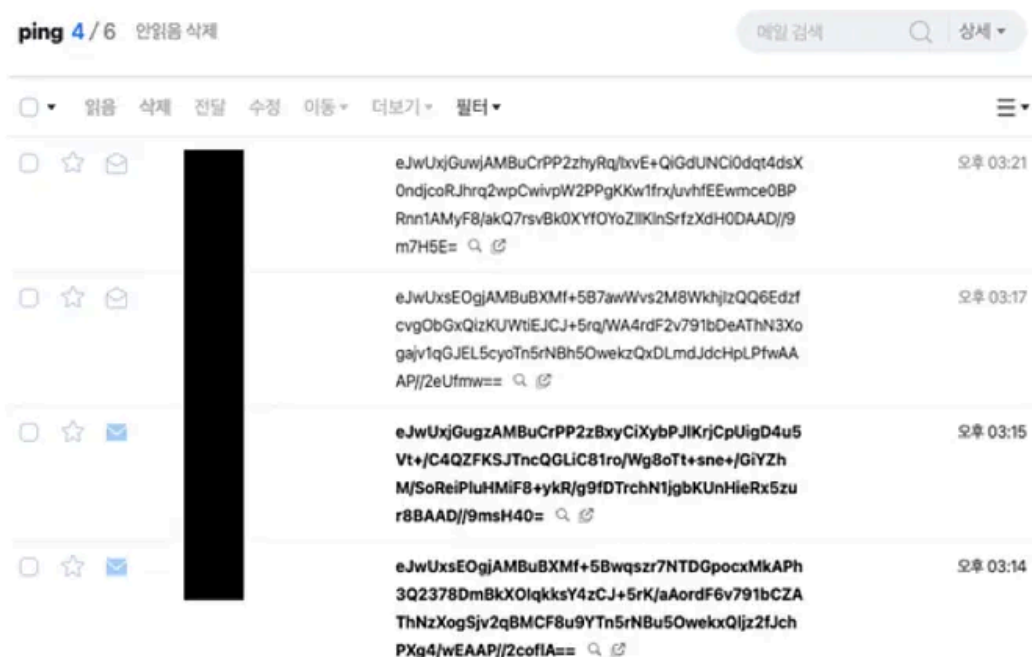 ping 4 / 6 안읽음 삭제
메일 검색 상세
읽음 삭제 전달 수정 이동 더보기 필터
eJwUxjGuwjAMBuCrPP2zhyRq/lxvE+QiGdUNCi0dqt4dsX
0ndjcoRJhrq2wpCwivpW2PPgKKw1frx/uvhfEEwmce0BP
Rnn1AMyF8/akQ7rsvBk0XYfOYoZIlKlnSrfzXdH0DAAD//9
m7H5E=
오후 03:21
eJwUxsEOgjAMBuBXMf+5B7awWvs2M8WkhjIzQQ6Edzf
cvgObGxQizKUWtiEJCJ+5rq/WA4rdF2v791bDeAThN3Xo
gajv1qGJEL5cyoTn5rNBh5OwekzQxDLmdJdcHpLPfwAA
AP//2eUfmw==
오후 03:17
eJwUxjGugzAMBuCrPP2zBxyCiXybPJlKrjCpUigD4u5
Vt+/C4QZFKSJTncQGLiC81ro/Wg8oTt+sne+/GiYZh
M/SoReiPluHMiF8+ykR/g9fDTrchN1jgbKUnHieRx5zu
r8BAAD//9msH40=
오후 03:15
eJwUxsEOgjAMBuBXMf+5Bwqszr7NTDGpocxMkAPh
3Q2378DmBkXOIqkksY4zCJ+5rK/aAordF6v791bCZA
ThNzXogSjv2qBMCF8u9YTn5rNBu5OwekxQljz2fJch
PXg4/wEAAP//2coflA==
오후 03:14